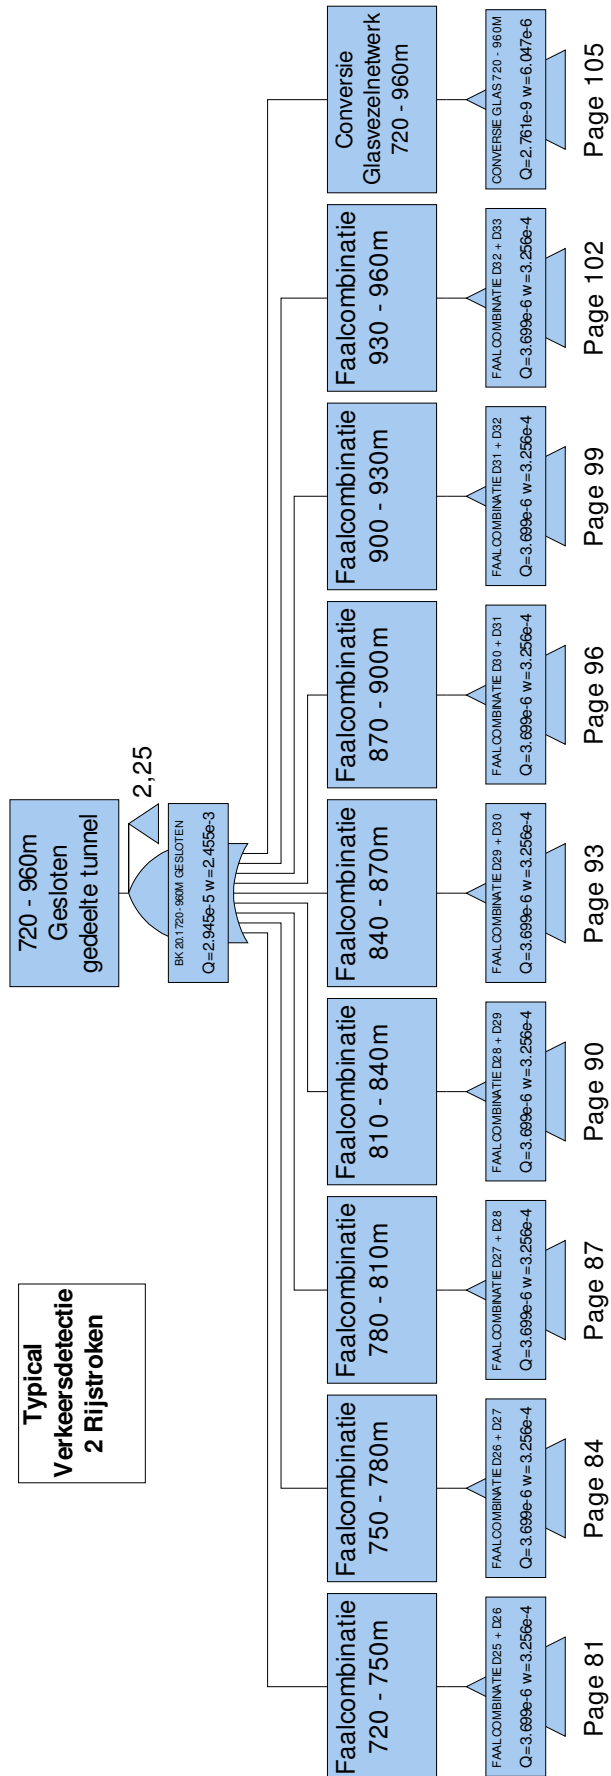 Typical
Verkeersdetectie
2 Rijstroken
720 - 960m
Gesloten
gedeelte tunnel
2,25
BK 20.1 720 - 960M GESLOTEN
Q=2.945e-5 w=2.455e-3
Faalcombinatie
720 - 750m
FAALCOMBINATIE D25 + D26
Q=3.699e-6 w=3.256e-4
Page 81
Faalcombinatie
750 - 780m
FAALCOMBINATIE D26 + D27
Q=3.699e-6 w=3.256e-4
Page 84
Faalcombinatie
780 - 810m
FAALCOMBINATIE D27 + D28
Q=3.699e-6 w=3.256e-4
Page 87
Faalcombinatie
810 - 840m
FAALCOMBINATIE D28 + D29
Q=3.699e-6 w=3.256e-4
Page 90
Faalcombinatie
840 - 870m
FAALCOMBINATIE D29 + D30
Q=3.699e-6 w=3.256e-4
Page 93
Faalcombinatie
870 - 900m
FAALCOMBINATIE D30 + D31
Q=3.699e-6 w=3.256e-4
Page 96
Faalcombinatie
900 - 930m
FAALCOMBINATIE D31 + D32
Q=3.699e-6 w=3.256e-4
Page 99
Faalcombinatie
930 - 960m
FAALCOMBINATIE D32 + D33
Q=3.699e-6 w=3.256e-4
Page 102
Conversie
Glasvezelnetwerk
720 - 960m
CONVERSIE GLAS 720 - 960M
Q=2.761e-9 w=6.047e-6
Page 105